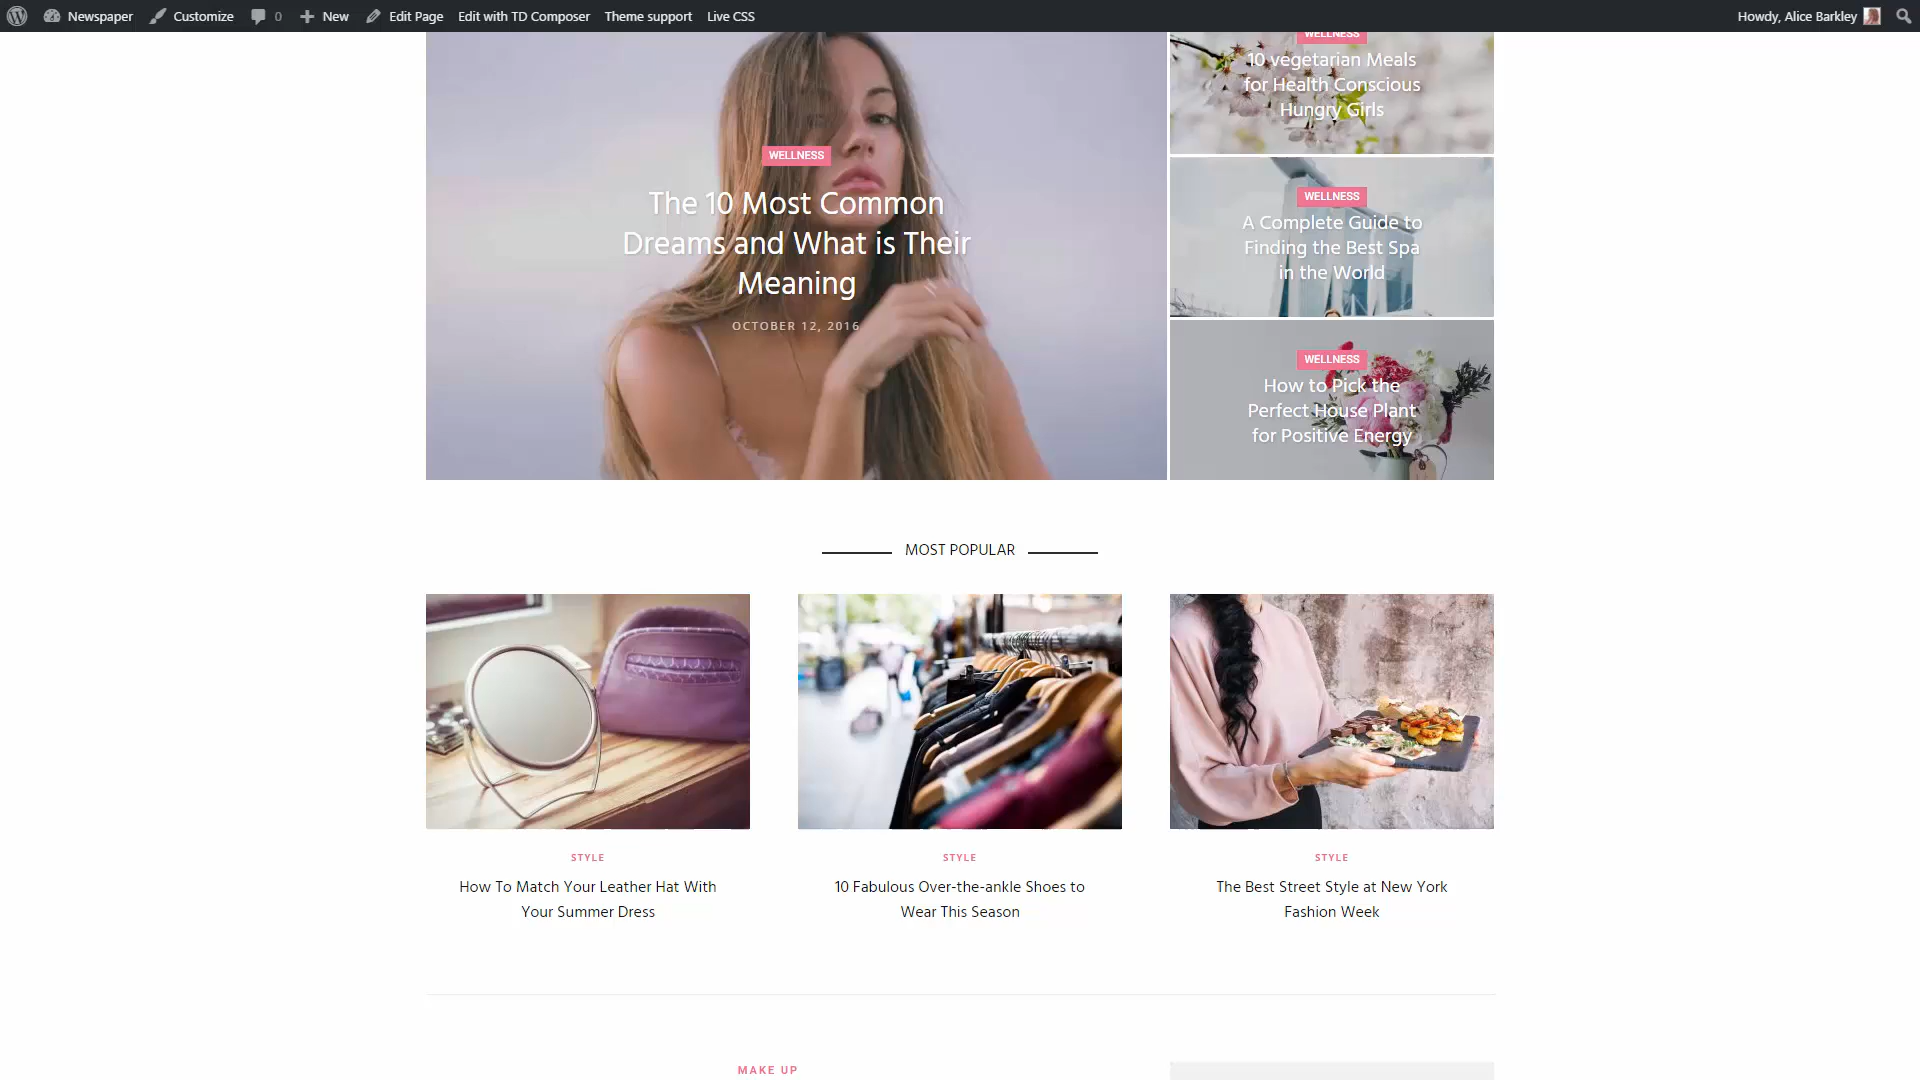 Newspaper Customize 0 New Edit Page Edit with TD Composer Theme support Live CSS Howdy, Alice Barkley
WELLNESS
10 vegetarian Meals
for Health Conscious
Hungry Girls
WELLNESS
The 10 Most Common
Dreams and What is Their
Meaning
OCTOBER 12, 2016
WELLNESS
A Complete Guide to
Finding the Best Spa
in the World
WELLNESS
How to Pick the
Perfect House Plant
for Positive Energy
MOST POPULAR
STYLE
How To Match Your Leather Hat With
Your Summer Dress
STYLE
10 Fabulous Over-the-ankle Shoes to
Wear This Season
STYLE
The Best Street Style at New York
Fashion Week
MAKE UP